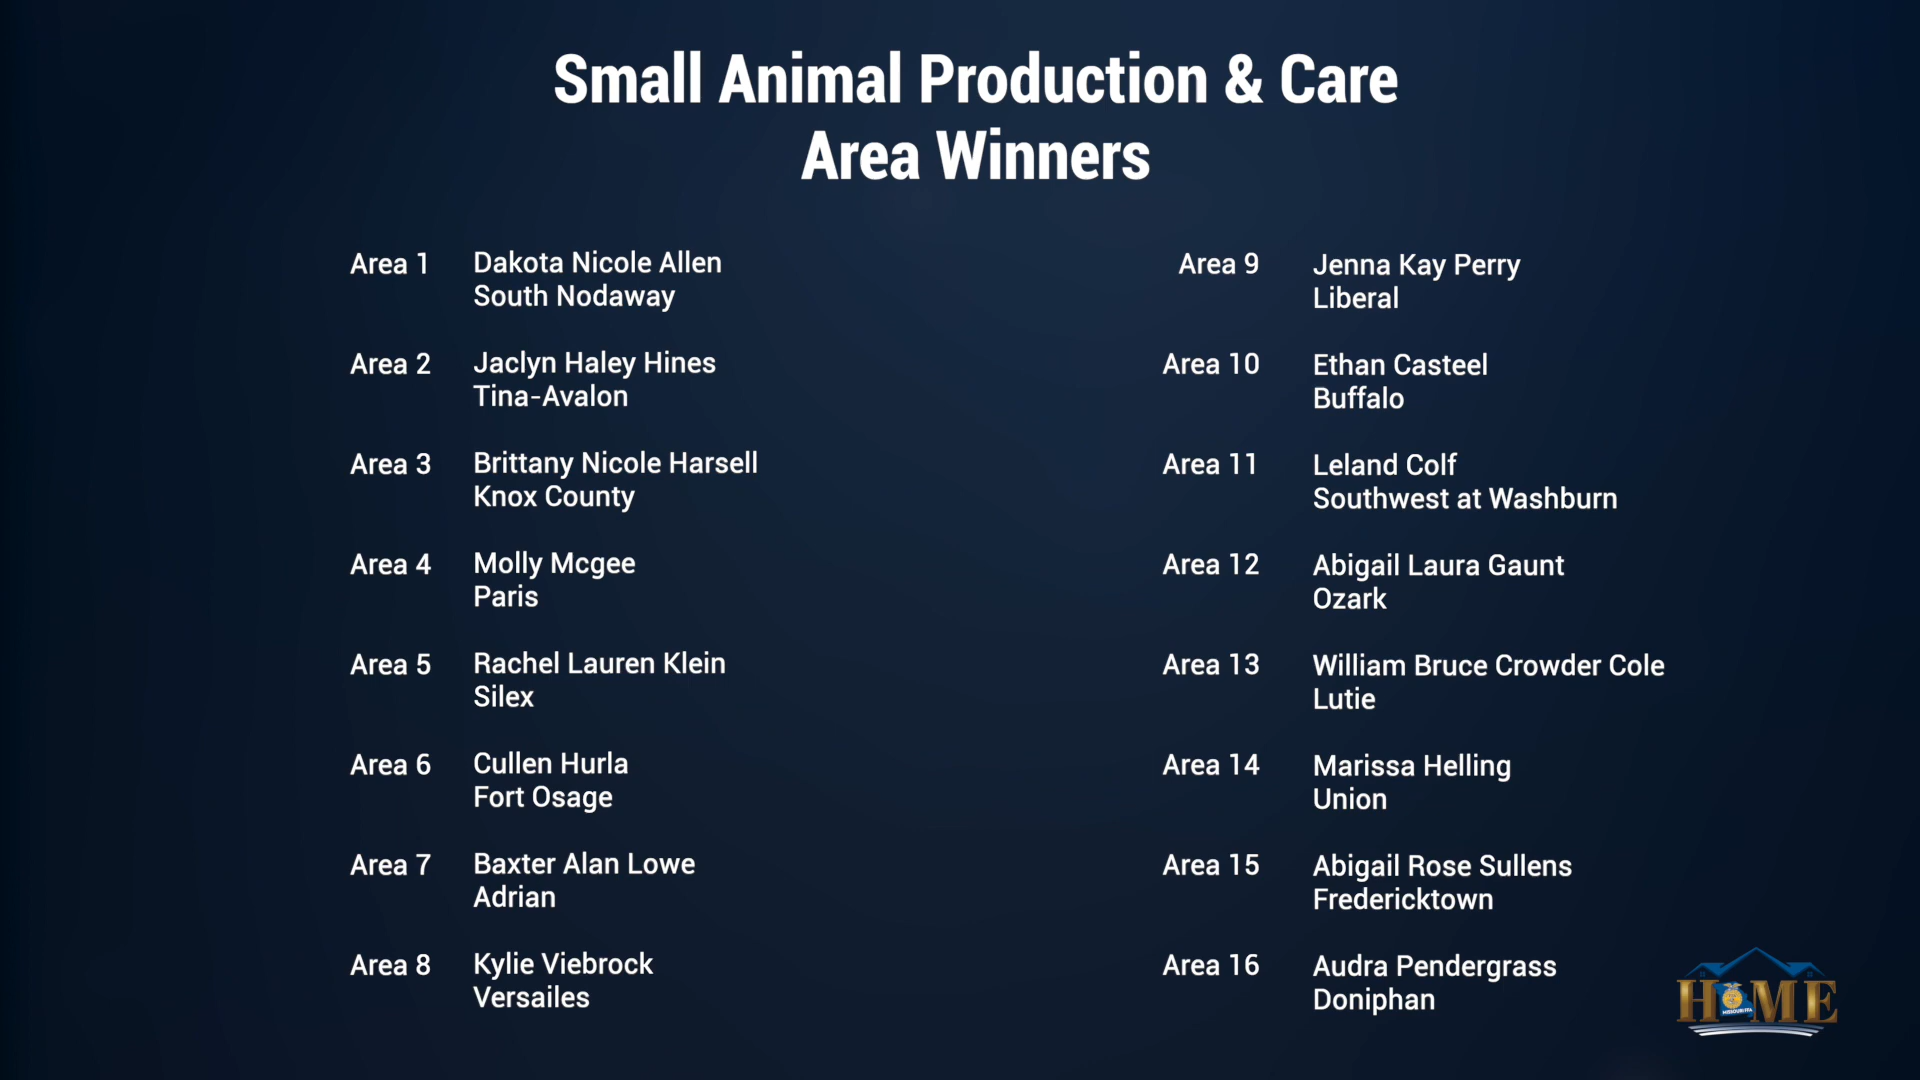 Small Animal Production & Care
Area Winners
Area 1
Dakota Nicole Allen
South Nodaway
Area 2
Jaclyn Haley Hines
Tina-Avalon
Area 3
Brittany Nicole Harsell
Knox County
Area 4
Molly Mcgee
Paris
Area 5
Rachel Lauren Klein
Silex
Area 6
Cullen Hurla
Fort Osage
Area 7
Baxter Alan Lowe
Adrian
Area 8
Kylie Viebrock
Versailes
Area 9
Jenna Kay Perry
Liberal
Area 10
Ethan Casteel
Buffalo
Area 11
Leland Colf
Southwest at Washburn
Area 12
Abigail Laura Gaunt
Ozark
Area 13
William Bruce Crowder Cole
Lutie
Area 14
Marissa Helling
Union
Area 15
Abigail Rose Sullens
Fredericktown
Area 16
Audra Pendergrass
Doniphan
HOME
MISSOURI FFA